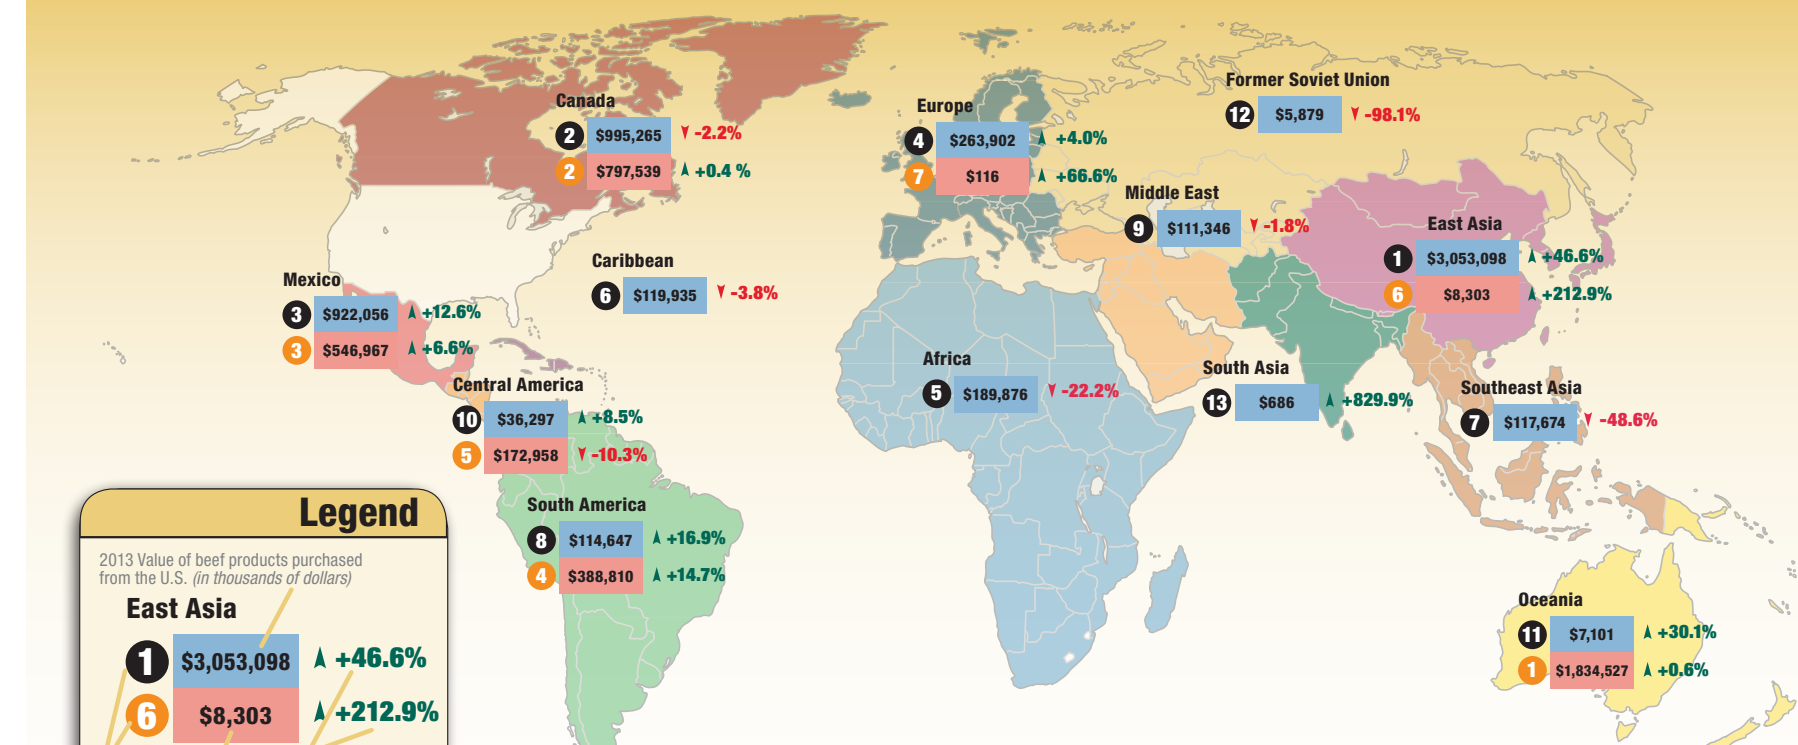 Canada
2 $995,265 -2.2%
2 $797,539 +0.4 %
Europe
4 $263,902 +4.0%
7 $116 +66.6%
Former Soviet Union
12 $5,879 -98.1%
Middle East
9 $111,346 -1.8%
East Asia
1 $3,053,098 +46.6%
6 $8,303 +212.9%
Caribbean
6 $119,935 -3.8%
Mexico
3 $922,056 +12.6%
3 $546,967 +6.6%
Africa
5 $189,876 -22.2%
South Asia
13 $686 +829.9%
Southeast Asia
7 $117,674 -48.6%
Central America
10 $36,297 +8.5%
5 $172,958 -10.3%
South America
8 $114,647 +16.9%
4 $388,810 +14.7%
Oceania
11 $7,101 +30.1%
1 $1,834,527 +0.6%
Legend
2013 Value of beef products purchased
from the U.S. (in thousands of dollars)
East Asia
1 $3,053,098 +46.6%
6 $8,303 +212.9%